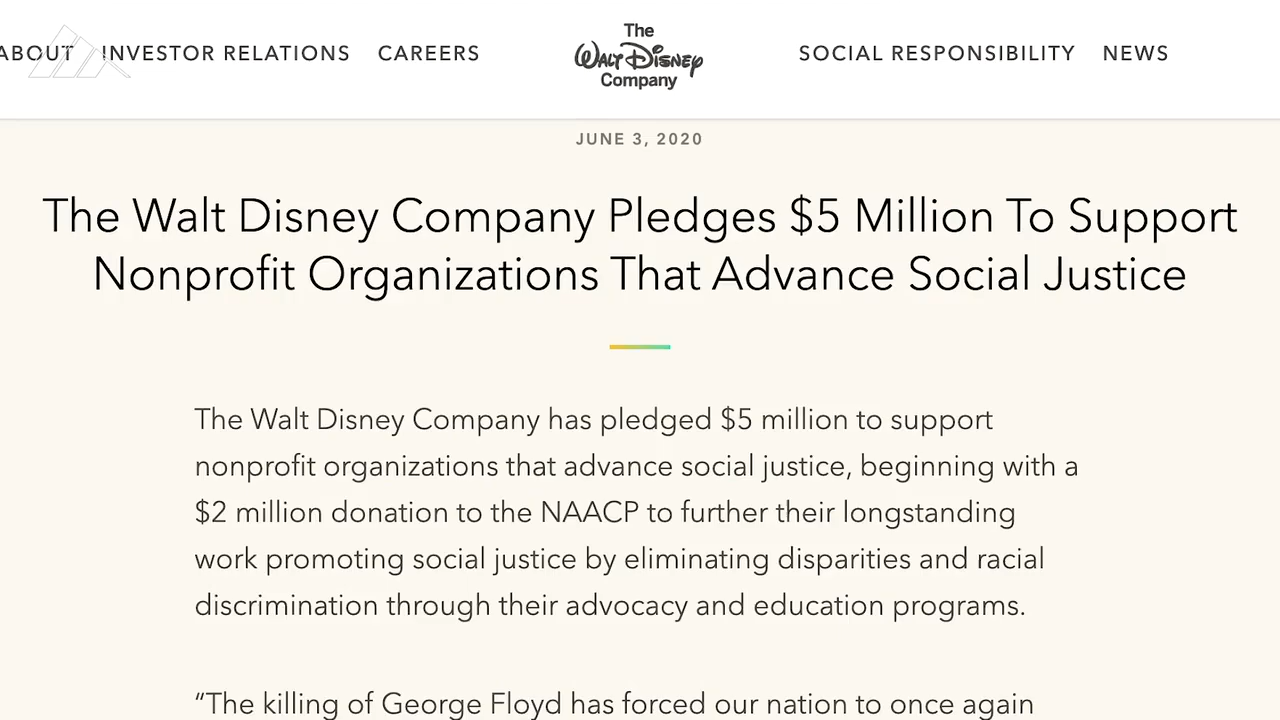 ABOUT INVESTOR RELATIONS CAREERS
The
Walt Disney
Company
SOCIAL RESPONSIBILITY NEWS
JUNE 3, 2020
The Walt Disney Company Pledges $5 Million To Support
Nonprofit Organizations That Advance Social Justice
The Walt Disney Company has pledged $5 million to support
nonprofit organizations that advance social justice, beginning with a
$2 million donation to the NAACP to further their longstanding
work promoting social justice by eliminating disparities and racial
discrimination through their advocacy and education programs.
“The killing of George Floyd has forced our nation to once again